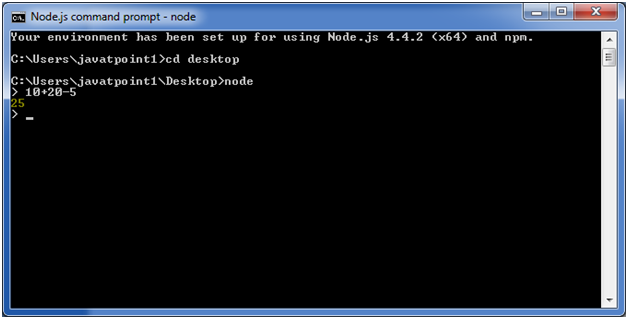 Node.js command prompt - node
Your environment has been set up for using Node.js 4.4.2 (x64) and npm.
C:\Users\javatpoint1>cd desktop
C:\Users\javatpoint1\Desktop>node
> 10+20-5
25
> _